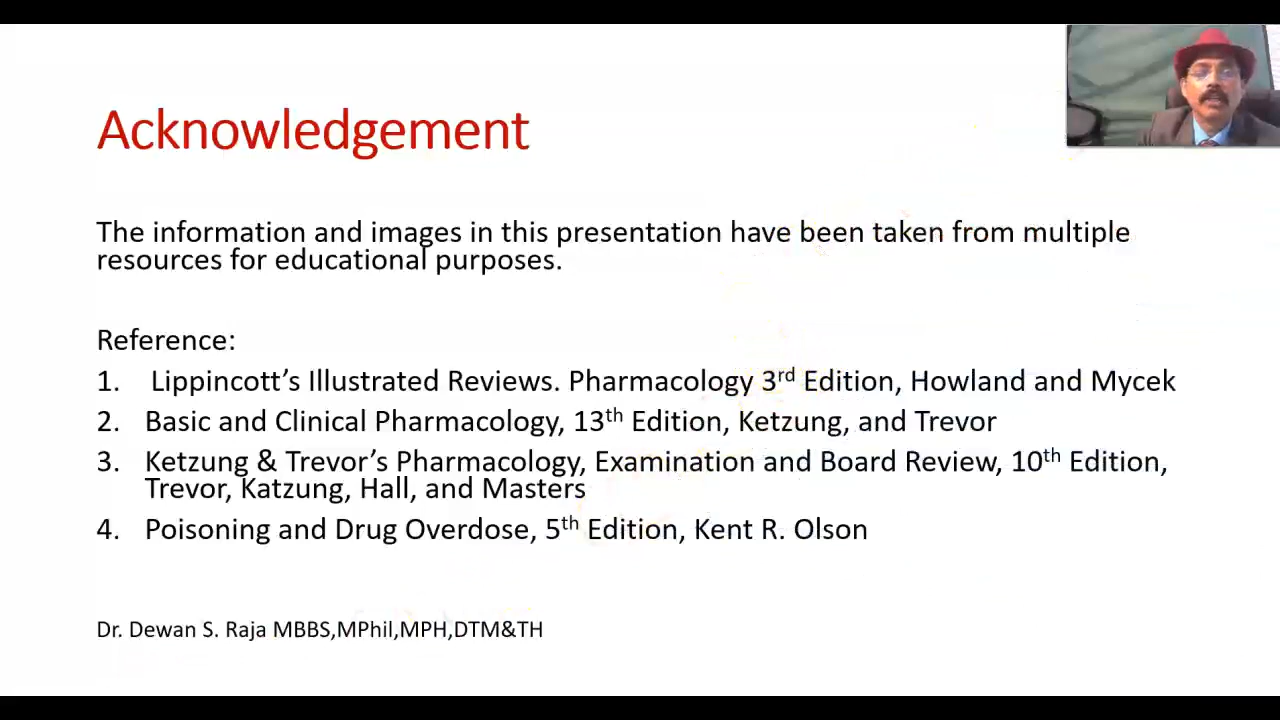 Acknowledgement
The information and images in this presentation have been taken from multiple
resources for educational purposes.
Reference:
1. Lippincott’s Illustrated Reviews. Pharmacology 3rd Edition, Howland and Mycek
2. Basic and Clinical Pharmacology, 13th Edition, Ketzung, and Trevor
3. Ketzung & Trevor’s Pharmacology, Examination and Board Review, 10th Edition,
Trevor, Katzung, Hall, and Masters
4. Poisoning and Drug Overdose, 5th Edition, Kent R. Olson
Dr. Dewan S. Raja MBBS,MPhil,MPH,DTM&TH